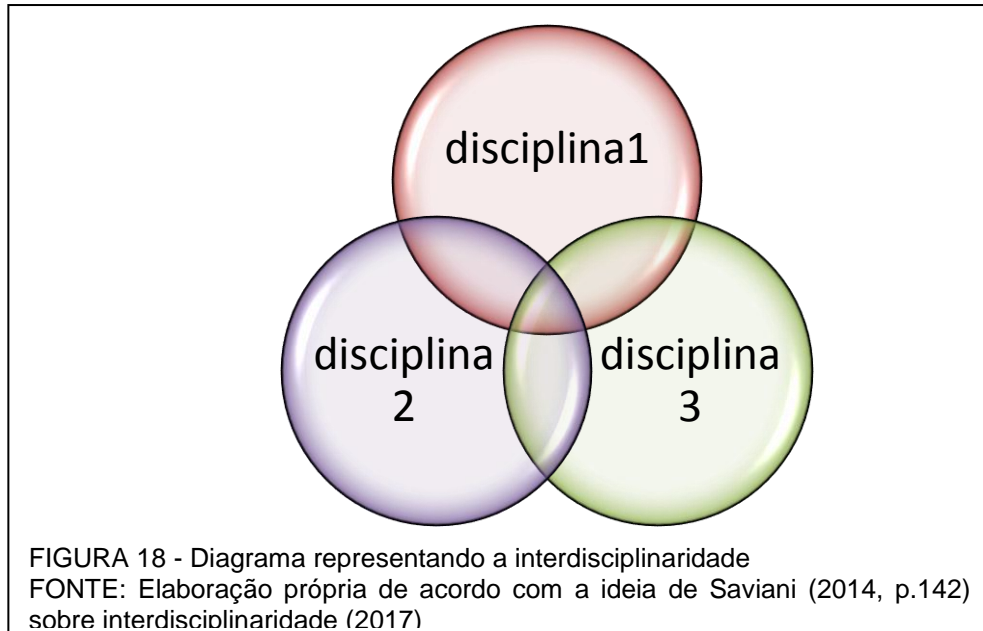 disciplina1
disciplina
2
disciplina
3
FIGURA 18 - Diagrama representando a interdisciplinaridade
FONTE: Elaboração própria de acordo com a ideia de Saviani (2014, p.142)
sobre interdisciplinaridade (2017)